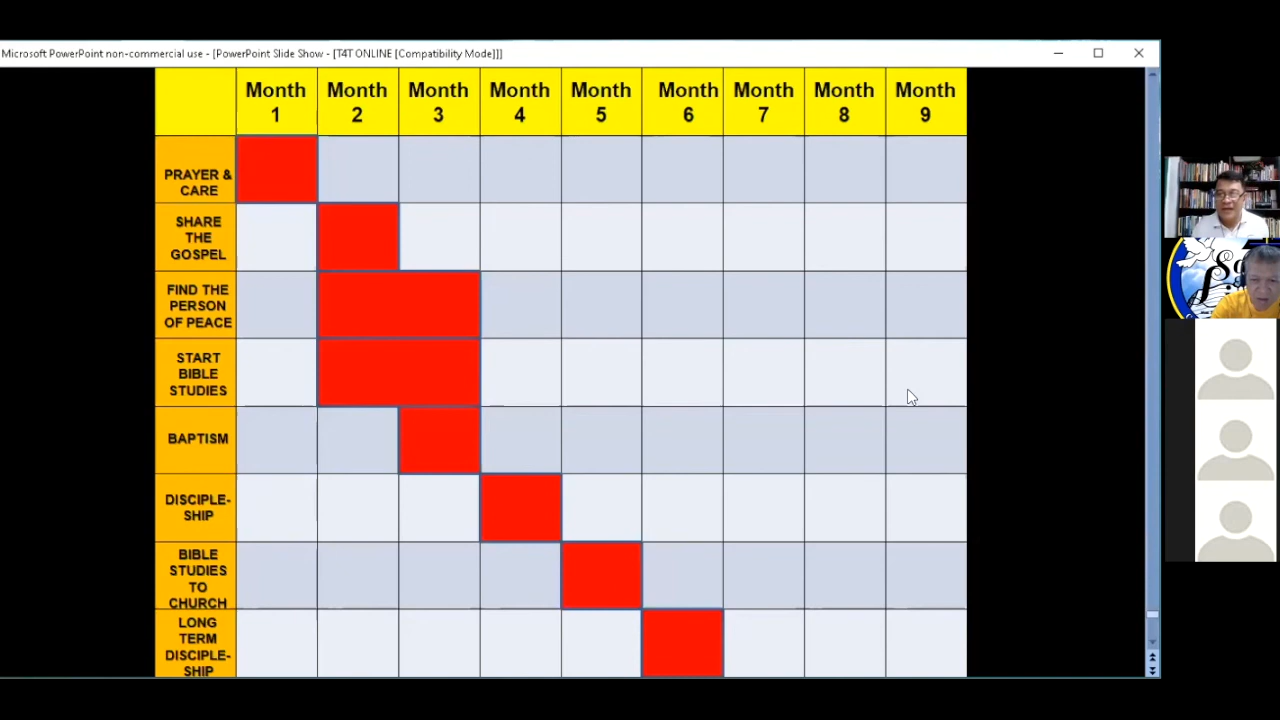 Microsoft PowerPoint non-commercial use - [PowerPoint Slide Show - [T4T ONLINE [Compatibility Mode]]]
Month 1
Month 2
Month 3
Month 4
Month 5
Month 6
Month 7
Month 8
Month 9
PRAYER &
CARE
SHARE
THE
GOSPEL
FIND THE
PERSON
OF PEACE
START
BIBLE
STUDIES
BAPTISM
DISCIPLE-
SHIP
BIBLE
STUDIES
TO
CHURCH
LONG
TERM
DISCIPLE-
SHIP